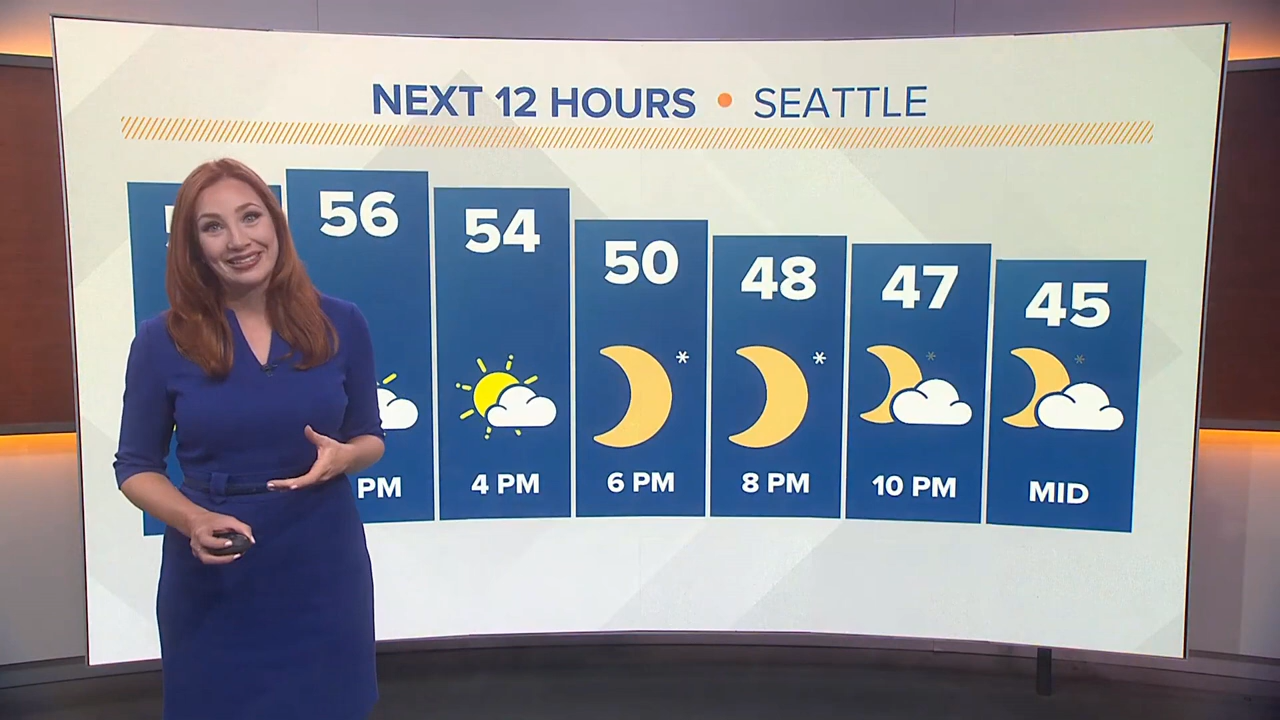 NEXT 12 HOURS • SEATTLE
56
54
50
48
47
45
PM
4 PM
6 PM
8 PM
10 PM
MID